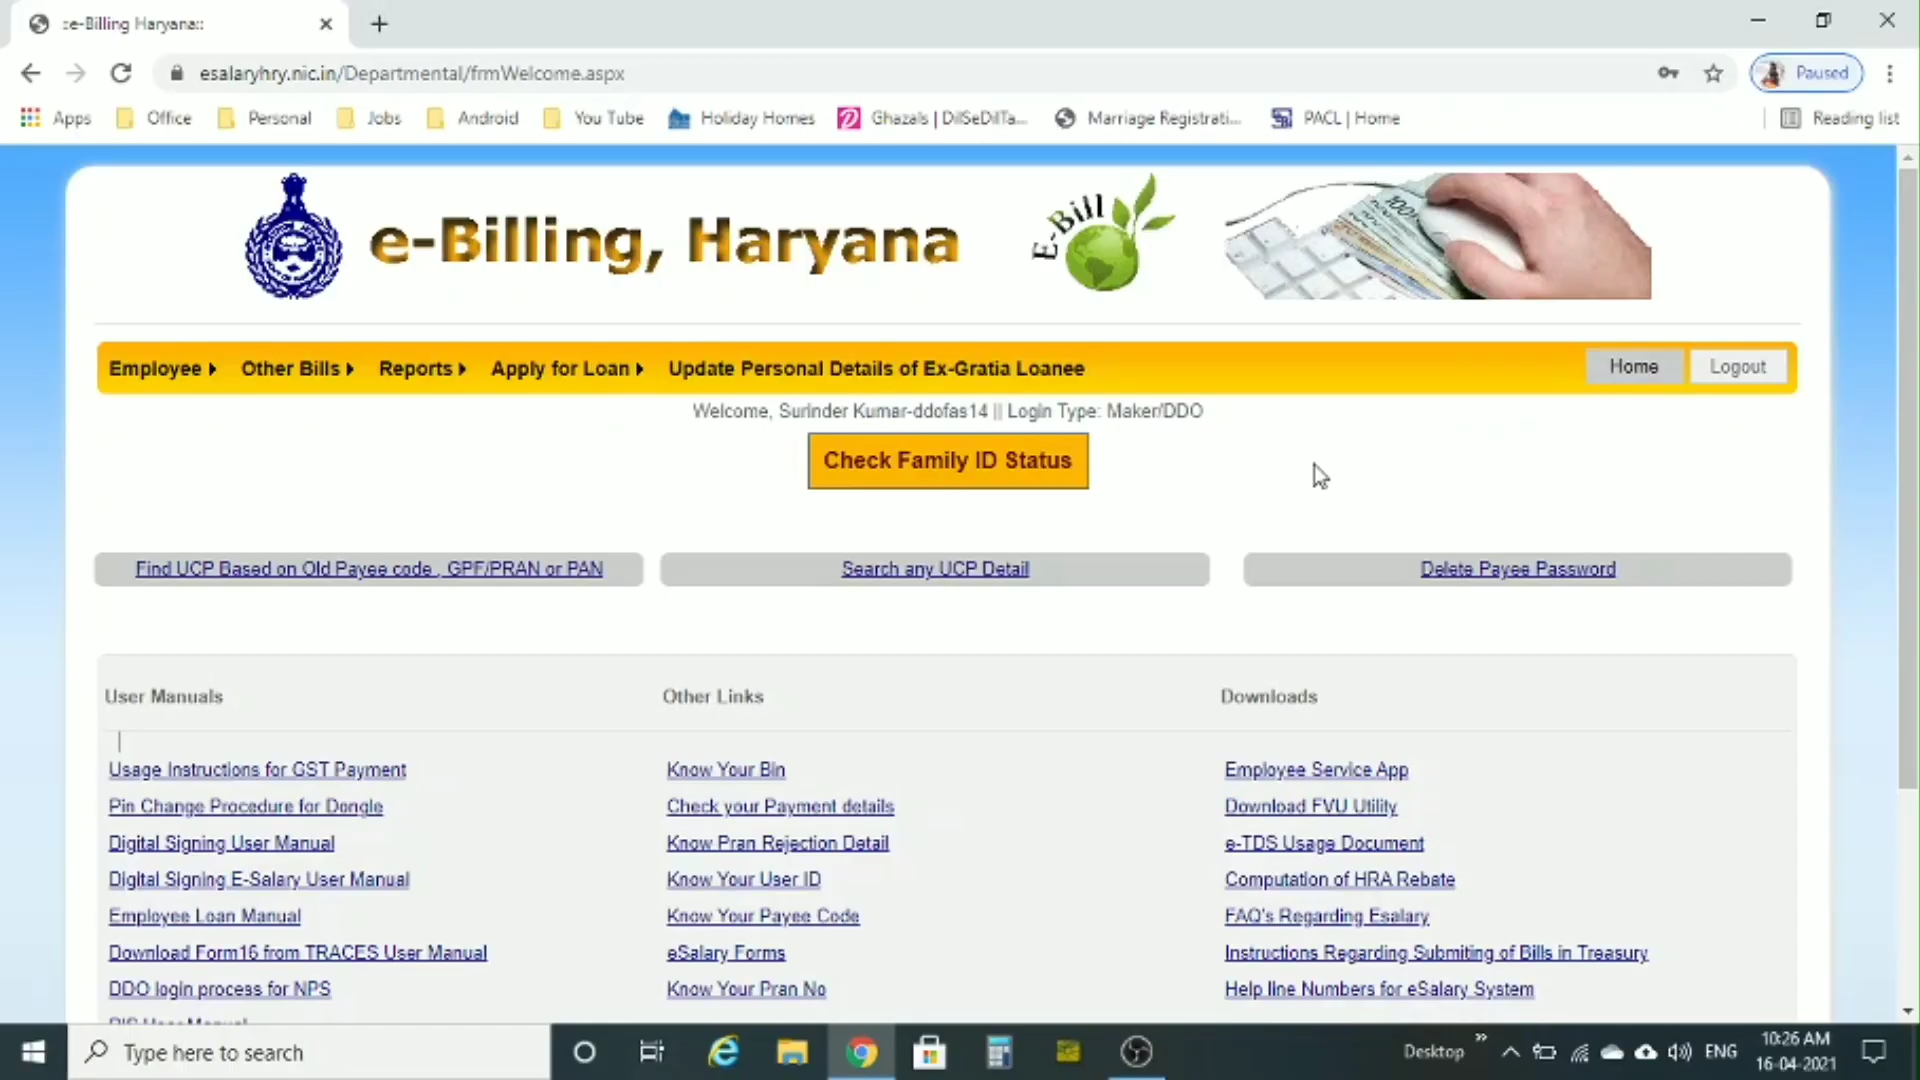 ::e-Billing Haryana::
esalaryhry.nic.in/Departmental/frmWelcome.aspx
Paused
Apps Office Personal Jobs Android You Tube Holiday Homes Ghazals | DilSeDilTa... Marriage Registrati... PACL | Home Reading list
e-Billing, Haryana
E-Bill
Employee Other Bills Reports Apply for Loan Update Personal Details of Ex-Gratia Loanee Home Logout
Welcome, Surinder Kumar-ddofas14 || Login Type: Maker/DDO
Check Family ID Status
Find UCP Based on Old Payee code , GPF/PRAN or PAN Search any UCP Detail Delete Payee Password
User Manuals Other Links Downloads
Usage Instructions for GST Payment Know Your Bin Employee Service App
Pin Change Procedure for Dongle Check your Payment details Download FVU Utility
Digital Signing User Manual Know Pran Rejection Detail e-TDS Usage Document
Digital Signing E-Salary User Manual Know Your User ID Computation of HRA Rebate
Employee Loan Manual Know Your Payee Code FAQ's Regarding Esalary
Download Form16 from TRACES User Manual eSalary Forms Instructions Regarding Submiting of Bills in Treasury
DDO login process for NPS Know Your Pran No Help line Numbers for eSalary System
Type here to search
Desktop
ENG
10:26 AM
16-04-2021